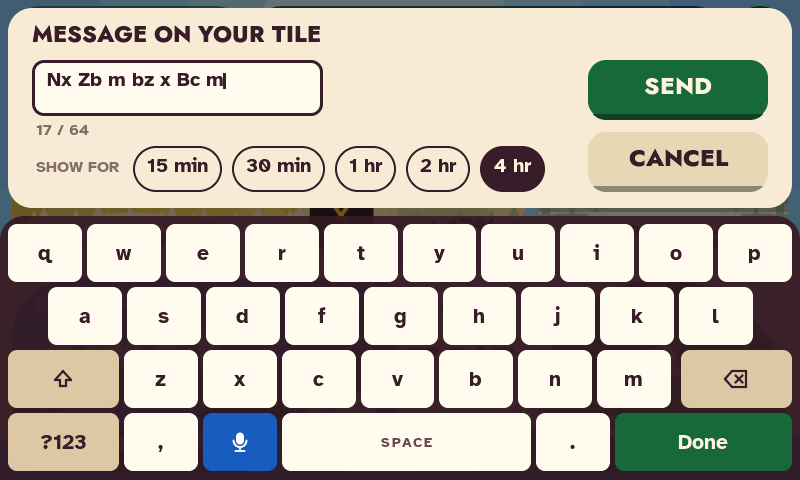 MESSAGE ON YOUR TILE
Nx Zb m bz x Bc m
17 / 64
SHOW FOR 15 min 30 min 1 hr 2 hr 4 hr
SEND
CANCEL
q w e r t y u i o p
a s d f g h j k l
z x c v b n m
?123 , SPACE . Done